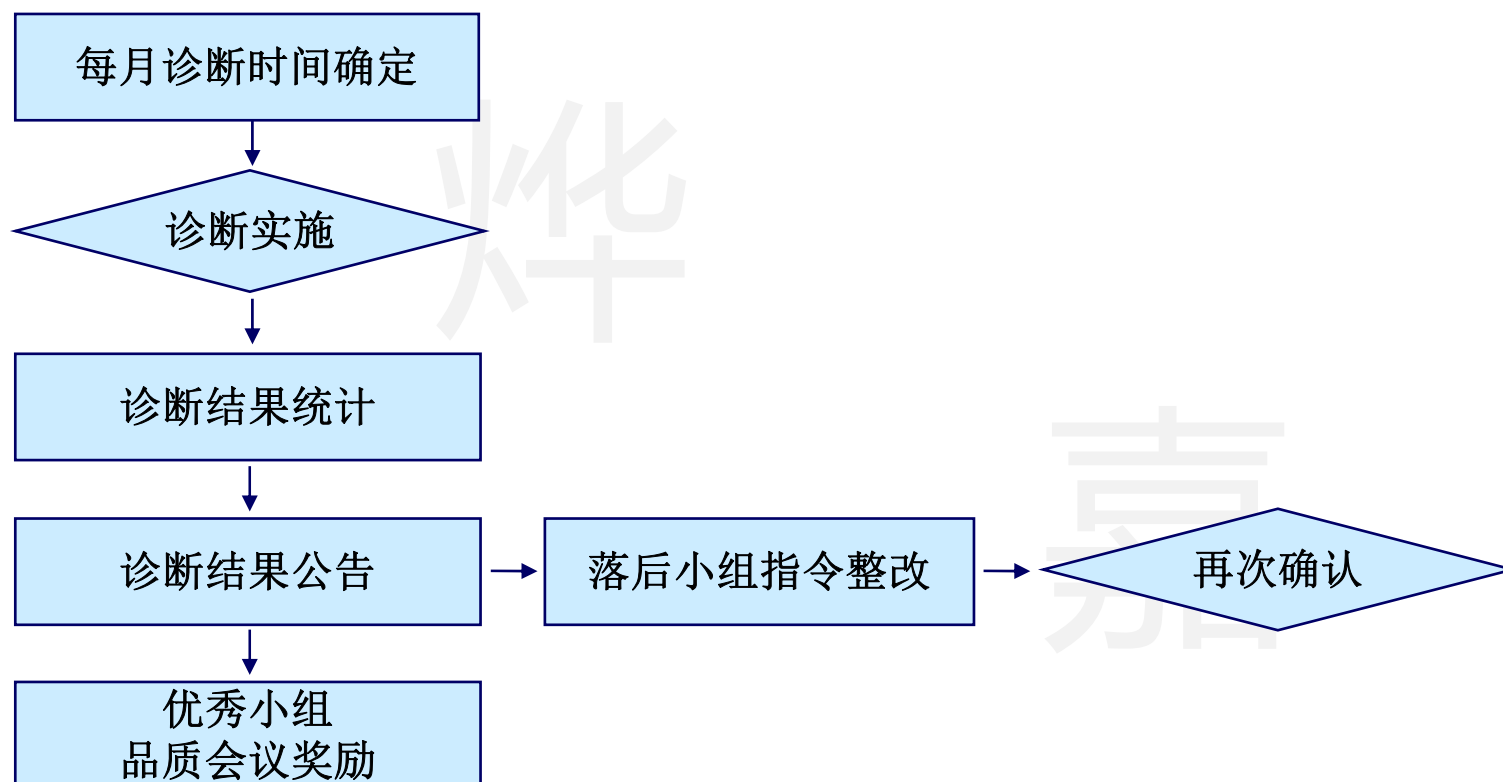 每月诊断时间确定
诊断实施
诊断结果统计
诊断结果公告
落后小组指令整改
再次确认
优秀小组
品质会议奖励
烨
嘉